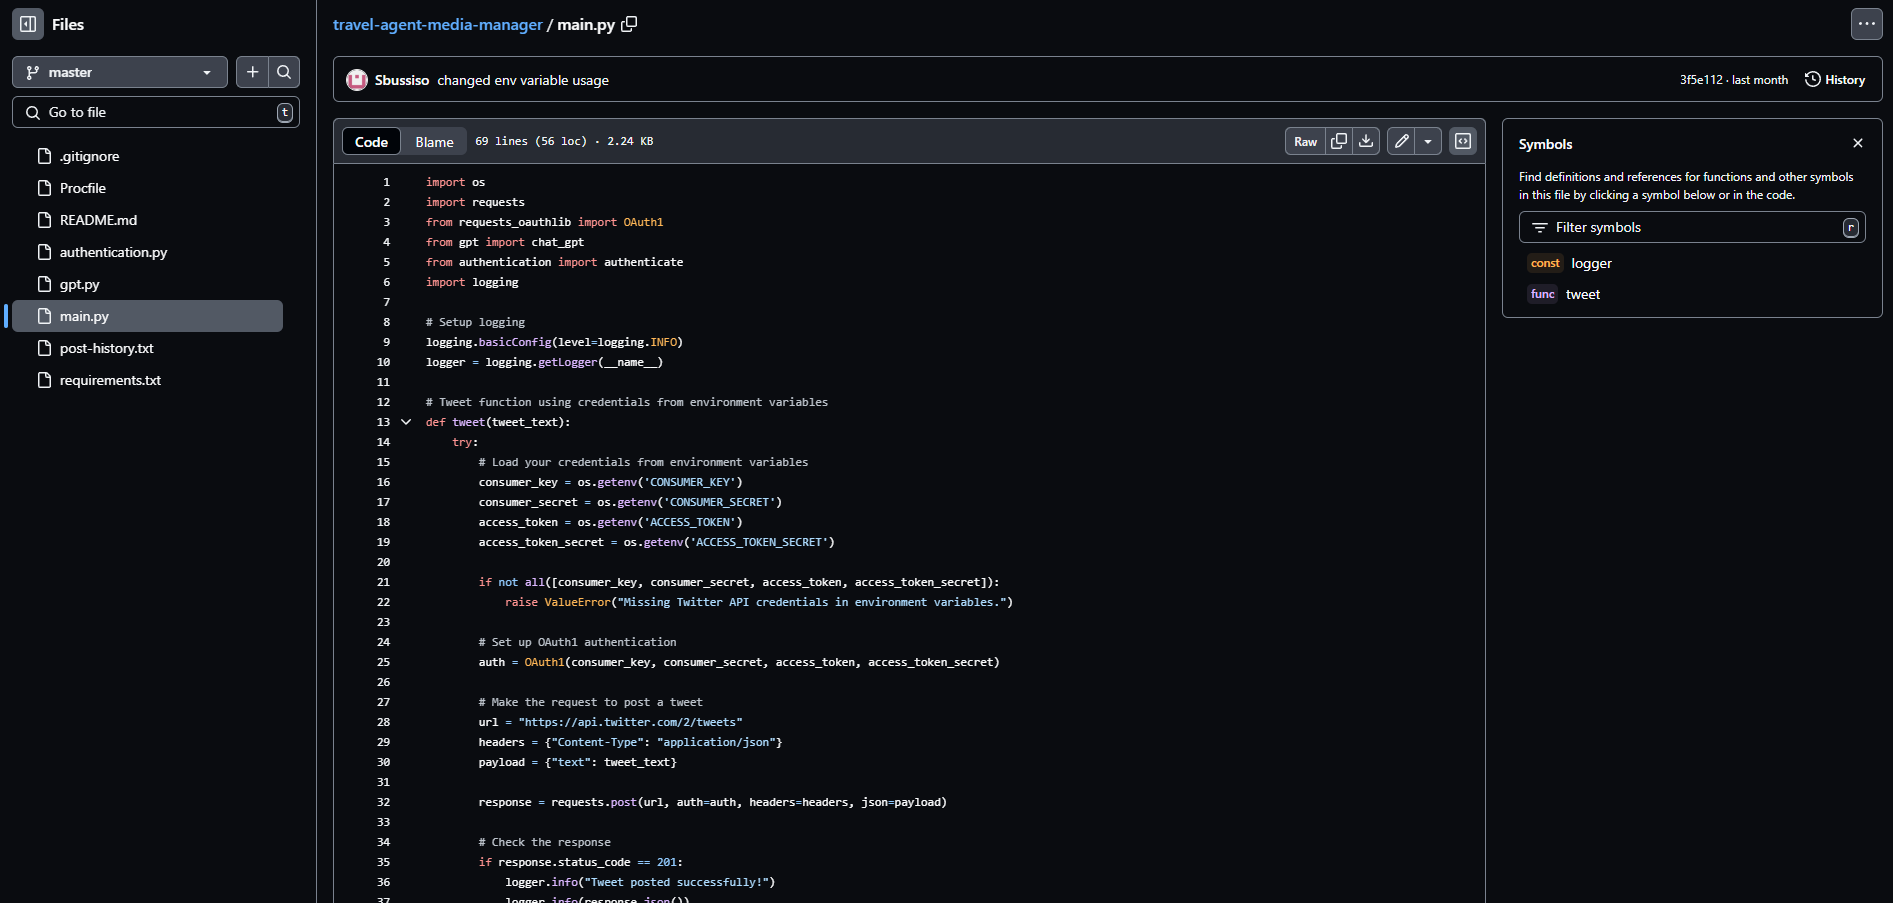 Files
master
Go to file
t
.gitignore
Procfile
README.md
authentication.py
gpt.py
main.py
post-history.txt
requirements.txt
travel-agent-media-manager / main.py
Sbussiso changed env variable usage
3f5e112 · last month
History
Code
Blame
69 lines (56 loc) · 2.24 KB
Raw
1 import os
2 import requests
3 from requests_oauthlib import OAuth1
4 from gpt import chat_gpt
5 from authentication import authenticate
6 import logging
7
8 # Setup logging
9 logging.basicConfig(level=logging.INFO)
10 logger = logging.getLogger(__name__)
11
12 # Tweet function using credentials from environment variables
13 def tweet(tweet_text):
14     try:
15         # Load your credentials from environment variables
16         consumer_key = os.getenv('CONSUMER_KEY')
17         consumer_secret = os.getenv('CONSUMER_SECRET')
18         access_token = os.getenv('ACCESS_TOKEN')
19         access_token_secret = os.getenv('ACCESS_TOKEN_SECRET')
20
21         if not all([consumer_key, consumer_secret, access_token, access_token_secret]):
22             raise ValueError("Missing Twitter API credentials in environment variables.")
23
24         # Set up OAuth1 authentication
25         auth = OAuth1(consumer_key, consumer_secret, access_token, access_token_secret)
26
27         # Make the request to post a tweet
28         url = "https://api.twitter.com/2/tweets"
29         headers = {"Content-Type": "application/json"}
30         payload = {"text": tweet_text}
31
32         response = requests.post(url, auth=auth, headers=headers, json=payload)
33
34         # Check the response
35         if response.status_code == 201:
36             logger.info("Tweet posted successfully!")
37             logger.info(response.json())
Symbols
Find definitions and references for functions and other symbols
in this file by clicking a symbol below or in the code.
Filter symbols
r
const logger
func tweet